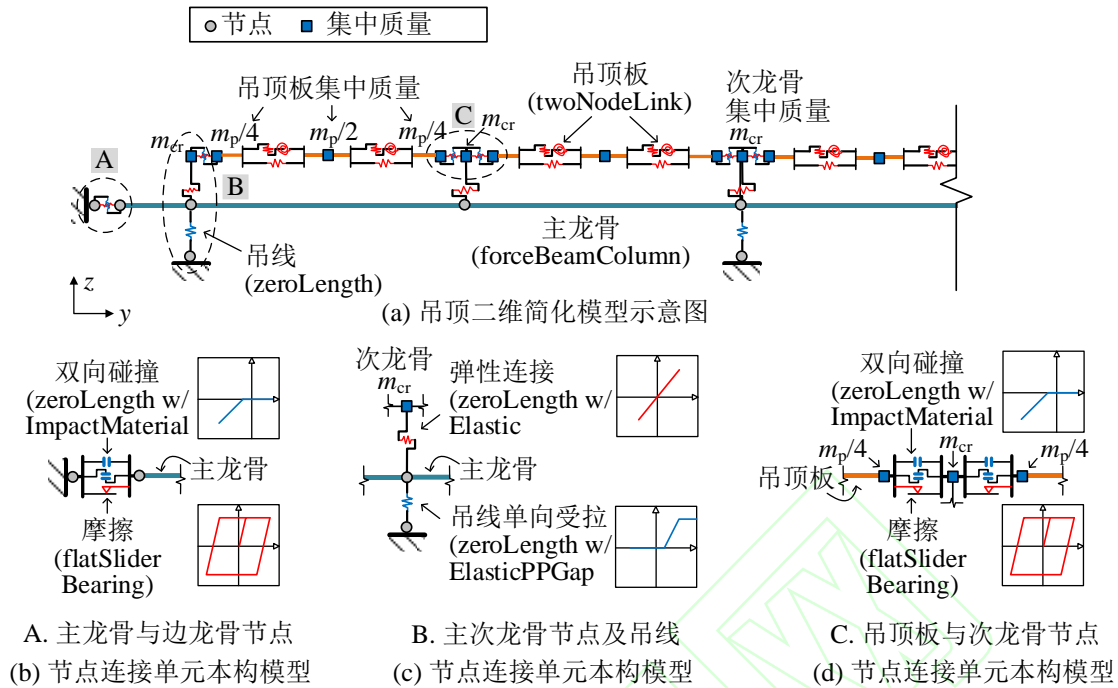 节点 集中质量
吊顶板集中质量
吊顶板
(twoNodeLink)
次龙骨
集中质量
A
m_cr
m_p/4
m_p/2
m_p/4
C
m_cr
m_cr
B
吊线
(zeroLength)
主龙骨
(forceBeamColumn)
z
y
(a) 吊顶二维简化模型示意图
双向碰撞
(zeroLength w/
ImpactMaterial
主龙骨
摩擦
(flatSlider
Bearing)
A. 主龙骨与边龙骨节点
(b) 节点连接单元本构模型
次龙骨
m_cr
弹性连接
(zeroLength w/
Elastic
主龙骨
吊线单向受拉
(zeroLength w/
ElasticPPGap
B. 主次龙骨节点及吊线
(c) 节点连接单元本构模型
双向碰撞
(zeroLength w/
ImpactMaterial
m_p/4
m_cr
m_p/4
吊顶板
摩擦
(flatSlider
Bearing)
C. 吊顶板与次龙骨节点
(d) 节点连接单元本构模型